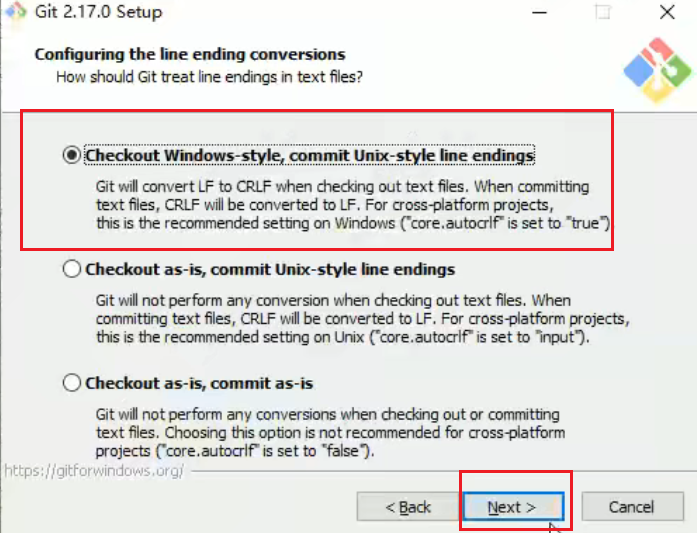 Git 2.17.0 Setup
Configuring the line ending conversions
How should Git treat line endings in text files?
Checkout Windows-style, commit Unix-style line endings
Git will convert LF to CRLF when checking out text files. When committing
text files, CRLF will be converted to LF. For cross-platform projects,
this is the recommended setting on Windows ("core.autocrlf" is set to "true")
Checkout as-is, commit Unix-style line endings
Git will not perform any conversion when checking out text files. When
committing text files, CRLF will be converted to LF. For cross-platform projects,
this is the recommended setting on Unix ("core.autocrlf" is set to "input").
Checkout as-is, commit as-is
Git will not perform any conversions when checking out or committing
text files. Choosing this option is not recommended for cross-platform
projects ("core.autocrlf" is set to "false").
https://gitforwindows.org/
< Back
Next >
Cancel